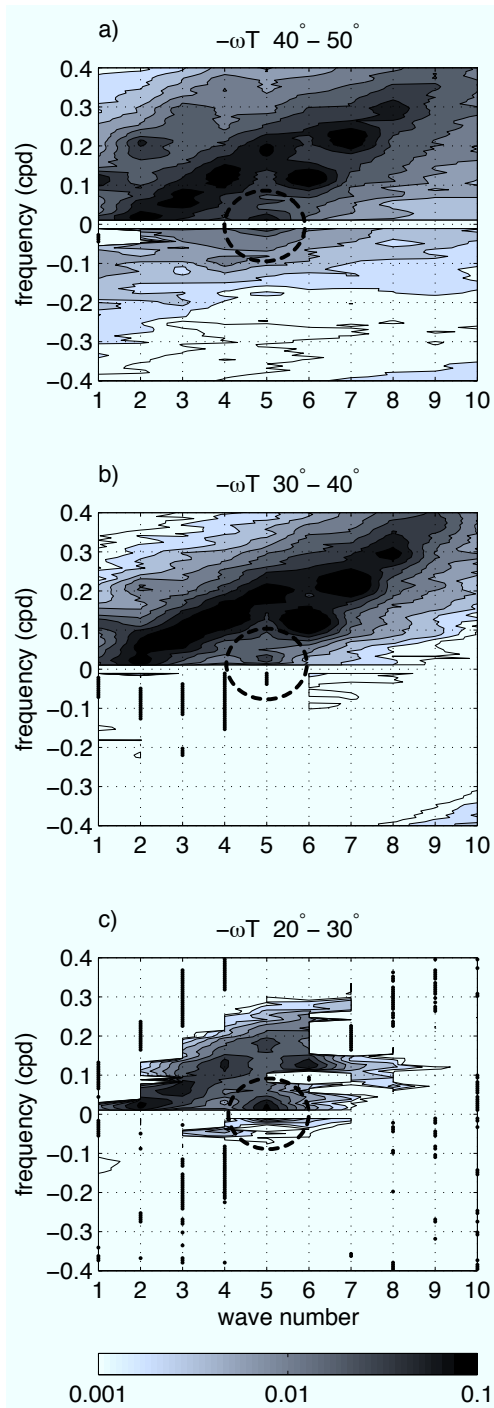 a)
−ωT 40°− 50°
frequency (cpd)
0.4
0.3
0.2
0.1
0
−0.1
−0.2
−0.3
−0.4
1 2 3 4 5 6 7 8 9 10
b)
−ωT 30°− 40°
frequency (cpd)
0.4
0.3
0.2
0.1
0
−0.1
−0.2
−0.3
−0.4
1 2 3 4 5 6 7 8 9 10
c)
−ωT 20°− 30°
frequency (cpd)
0.4
0.3
0.2
0.1
0
−0.1
−0.2
−0.3
−0.4
1 2 3 4 5 6 7 8 9 10
wave number
0.001 0.01 0.1